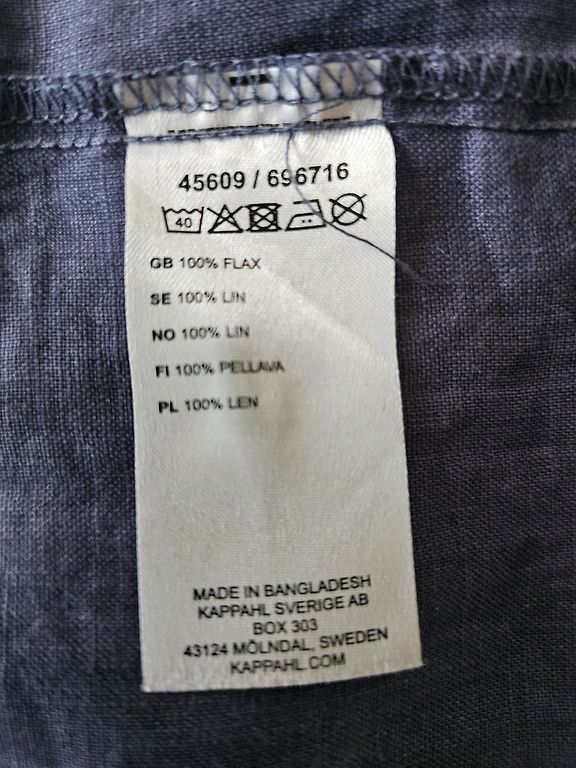 45609 / 696716
40
GB 100% FLAX
SE 100% LIN
NO 100% LIN
FI 100% PELLAVA
PL 100% LEN
MADE IN BANGLADESH
KAPPAHL SVERIGE AB
BOX 303
43124 MÖLNDAL, SWEDEN
KAPPAHL.COM